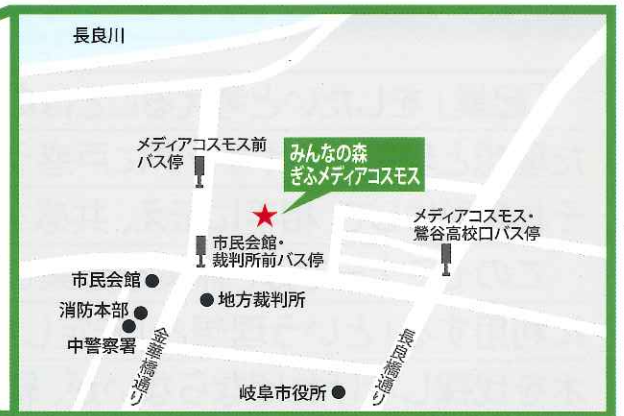 長良川
メディアコスモス前
バス停
みんなの森
ぎふメディアコスモス
メディアコスモス・
鶯谷高校口バス停
市民会館・
裁判所前バス停
市民会館
地方裁判所
消防本部
中警察署
金華橋通り
長良橋通り
岐阜市役所